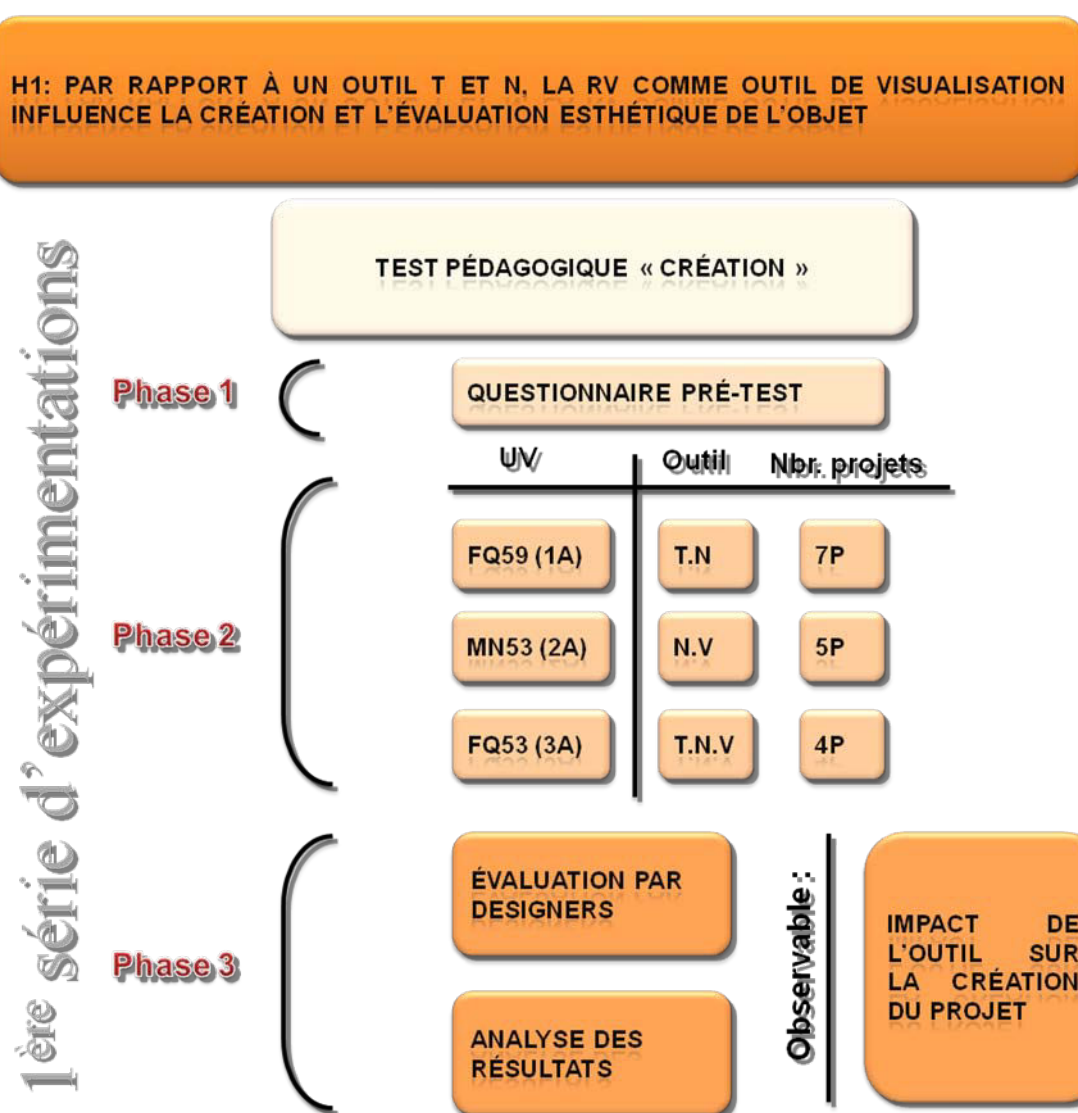 H1: PAR RAPPORT À UN OUTIL T ET N, LA RV COMME OUTIL DE VISUALISATION
INFLUENCE LA CRÉATION ET L'ÉVALUATION ESTHÉTIQUE DE L'OBJET
1ère série d'expérimentations
TEST PÉDAGOGIQUE « CRÉATION »
Phase 1
QUESTIONNAIRE PRÉ-TEST
UV Outil Nbr. projets
Phase 2
FQ59 (1A) T.N 7P
MN53 (2A) N.V 5P
FQ53 (3A) T.N.V 4P
Phase 3
ÉVALUATION PAR
DESIGNERS
ANALYSE DES
RÉSULTATS
Observable :
IMPACT DE
L'OUTIL SUR
LA CRÉATION
DU PROJET